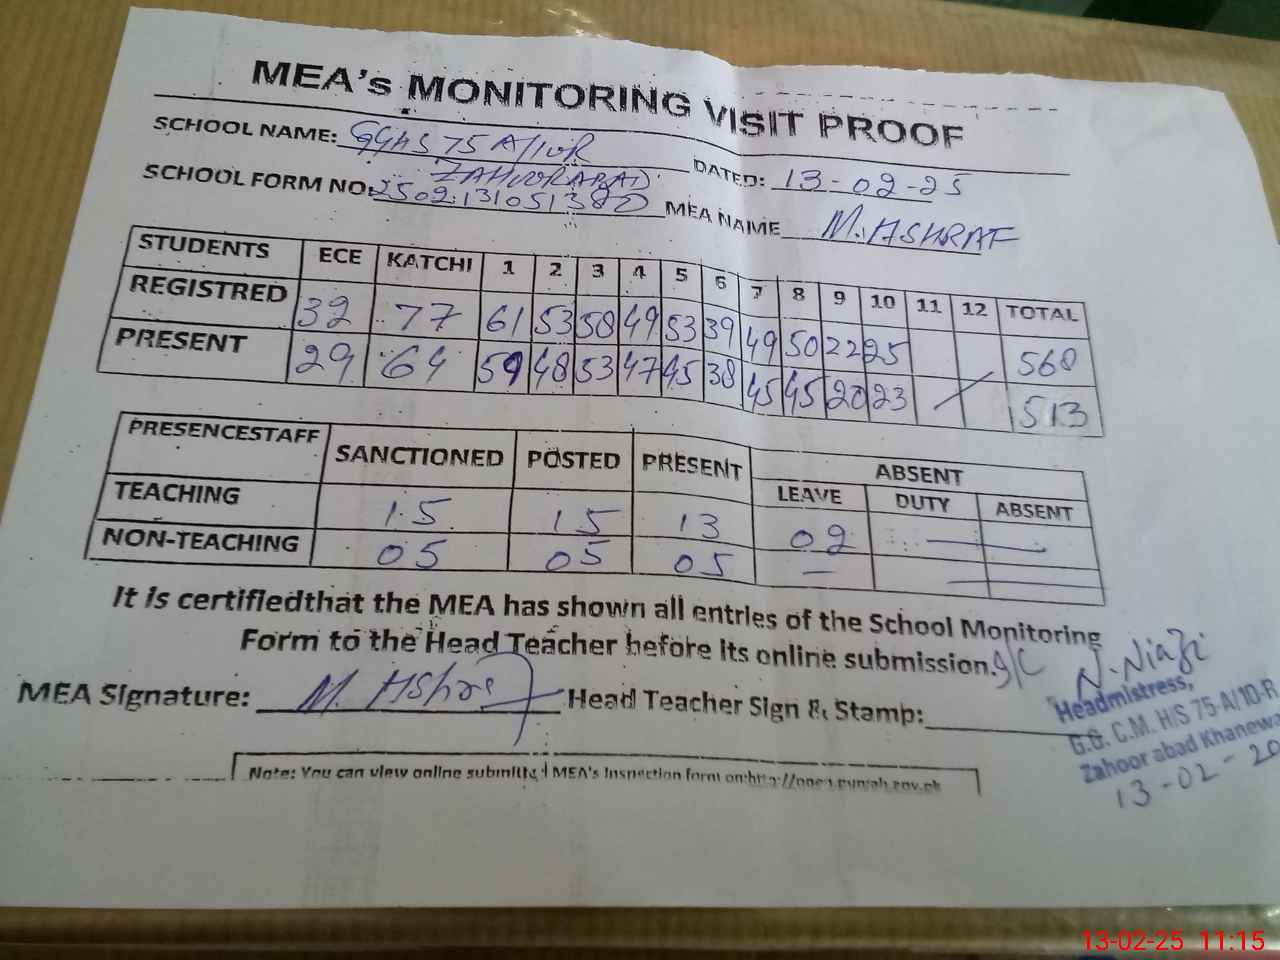 MEA's MONITORING VISIT PROOF
SCHOOL NAME: GGHS 75 A/10R ZAHOORABAD DATED: 13-02-25
SCHOOL FORM NO: 2502131051380 MEA NAME M. ASHRAF
STUDENTS ECE KATCHI 1 2 3 4 5 6 7 8 9 10 11 12 TOTAL
REGISTRED 32 77 61 53 58 49 53 39 49 50 22 25 568
PRESENT 29 64 59 48 53 47 45 38 45 45 20 23 513
PRESENCESTAFF SANCTIONED POSTED PRESENT ABSENT
LEAVE DUTY ABSENT
TEACHING 15 15 13 02 —
NON-TEACHING 05 05 05 — —
It is certifiedthat the MEA has shown all entries of the School Monitoring
Form to the Head Teacher before its online submission.
MEA Signature: M. Ashraf Head Teacher Sign & Stamp:
N. Niazi
Headmistress,
G.G. C.M. H/S 75-A/10-R
Zahoor abad Khanewa
13-02-20
Note: You can view online submitted MEA's Inspection form on:http://
13-02-25 11:15